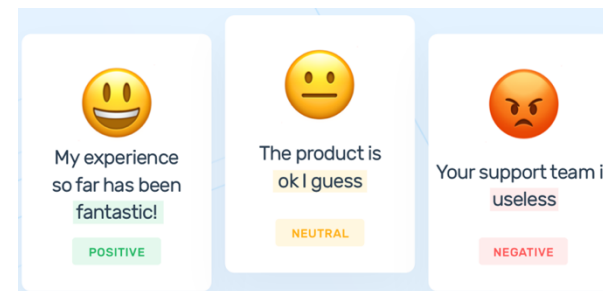 My experience
so far has been
fantastic!
POSITIVE
The product is
ok I guess
NEUTRAL
Your support team i
useless
NEGATIVE